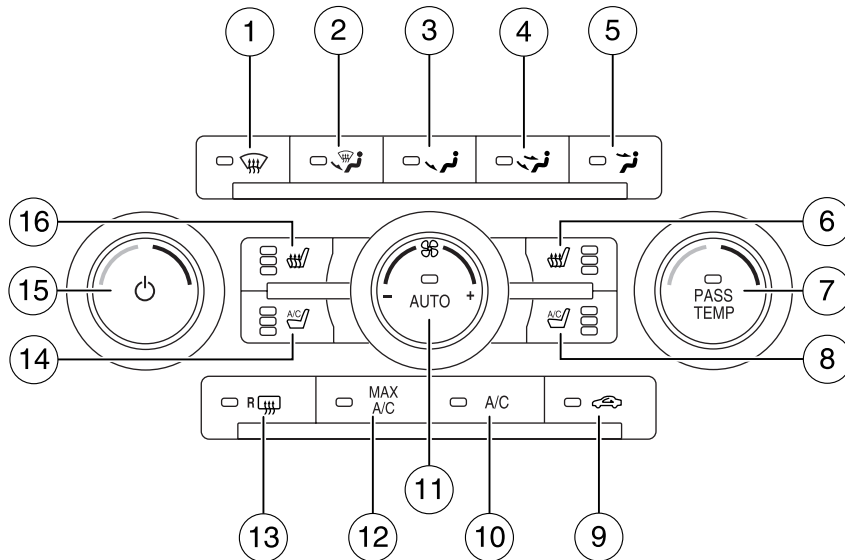 1 2 3 4 5
16
6
15
- AUTO +
PASS
TEMP
7
14
A/C
A/C
8
R
MAX
A/C
A/C
11
13 12 10 9